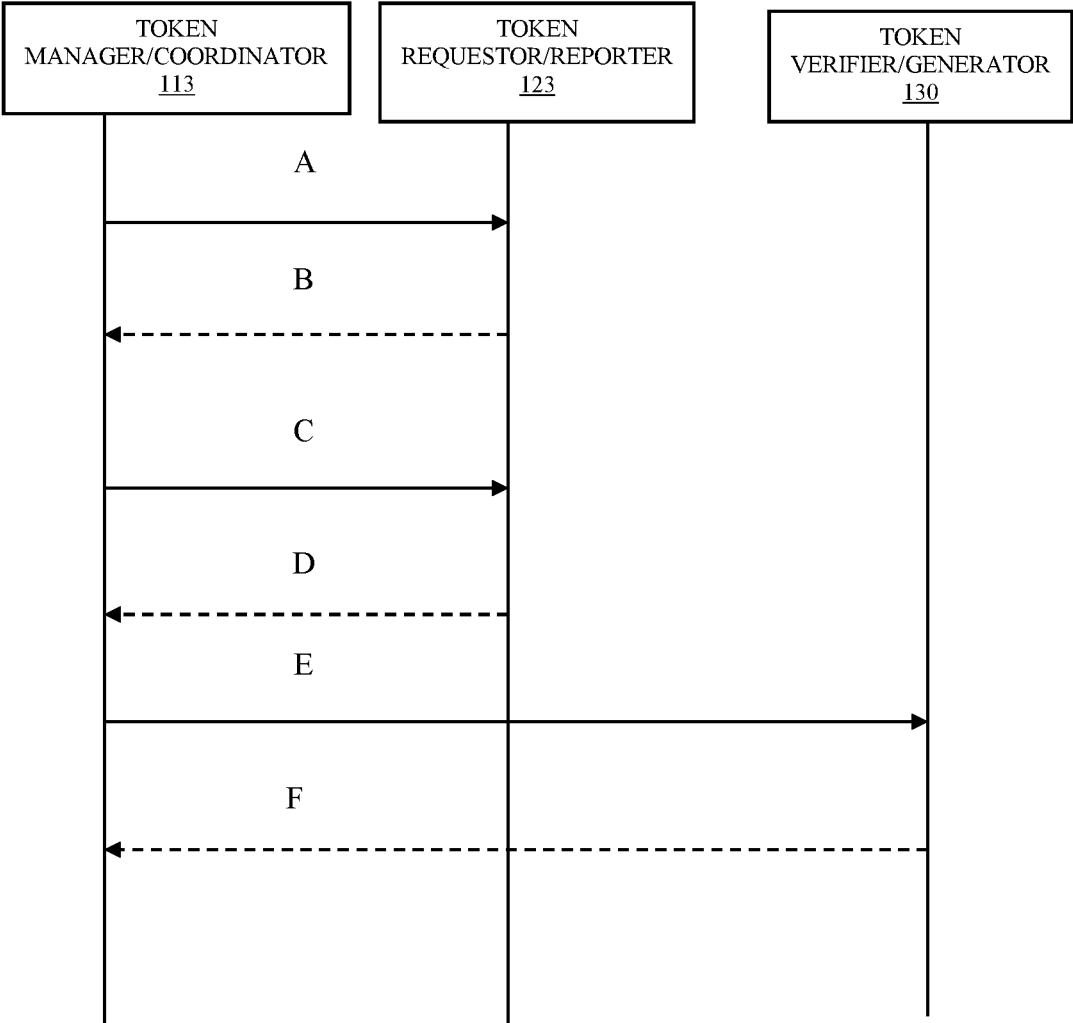 TOKEN
MANAGER/COORDINATOR
113
TOKEN
REQUESTOR/REPORTER
123
TOKEN
VERIFIER/GENERATOR
130
A
B
C
D
E
F